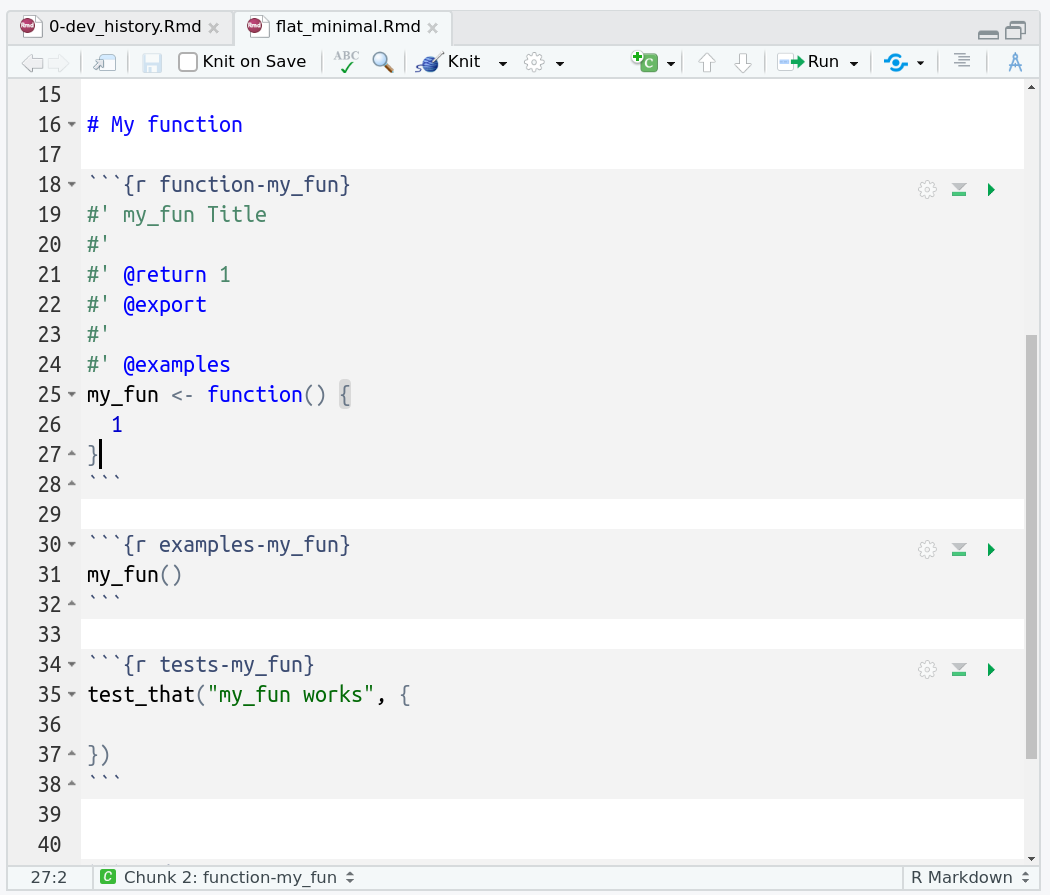 0-dev_history.Rmd flat_minimal.Rmd
Knit on Save ABC Knit C Run
15
16 # My function
17
18 ```{r function-my_fun}
19 #' my_fun Title
20 #'
21 #' @return 1
22 #' @export
23 #'
24 #' @examples
25 my_fun <- function() {
26   1
27 }
28 ```
29
30 ```{r examples-my_fun}
31 my_fun()
32 ```
33
34 ```{r tests-my_fun}
35 test_that("my_fun works", {
36
37 })
38 ```
39
40
27:2 C Chunk 2: function-my_fun R Markdown